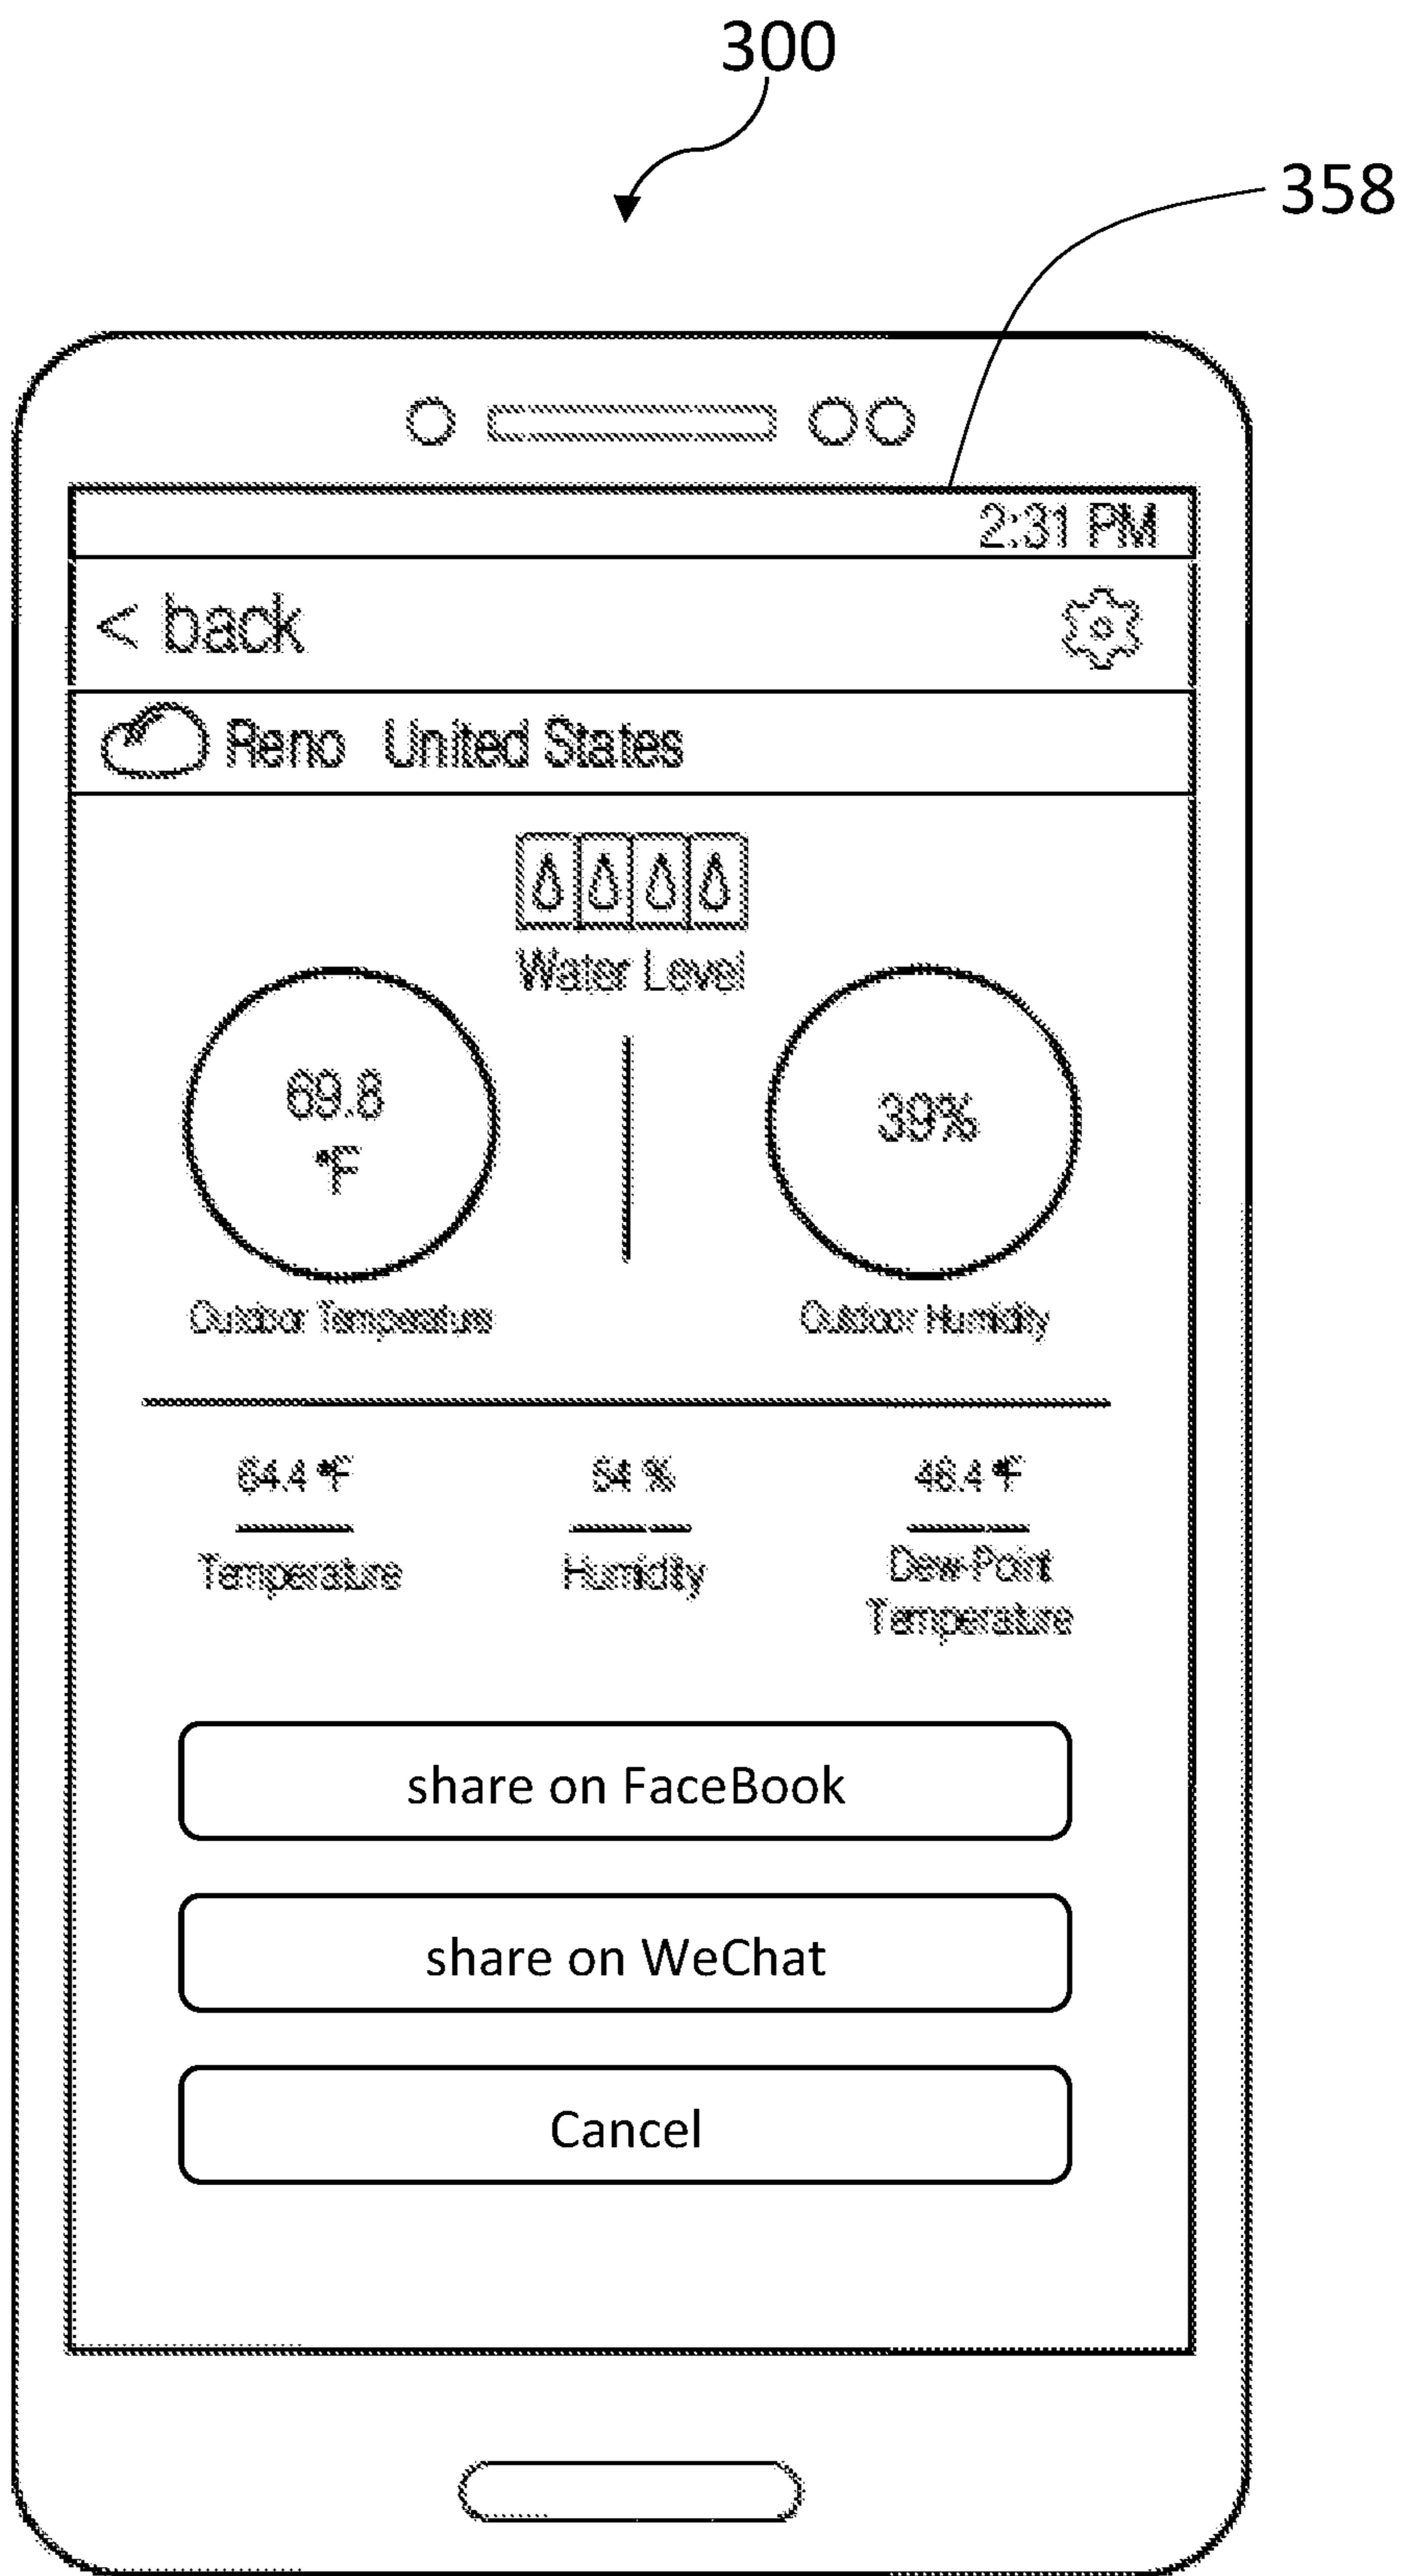 300
358
2:31 PM
< back
Reno United States
Water Level
69.8
°F
39%
Outdoor Temperature
Outdoor Humidity
64.4 °F
54 %
46.4 °F
Temperature
Humidity
Dew-Point
Temperature
share on FaceBook
share on WeChat
Cancel